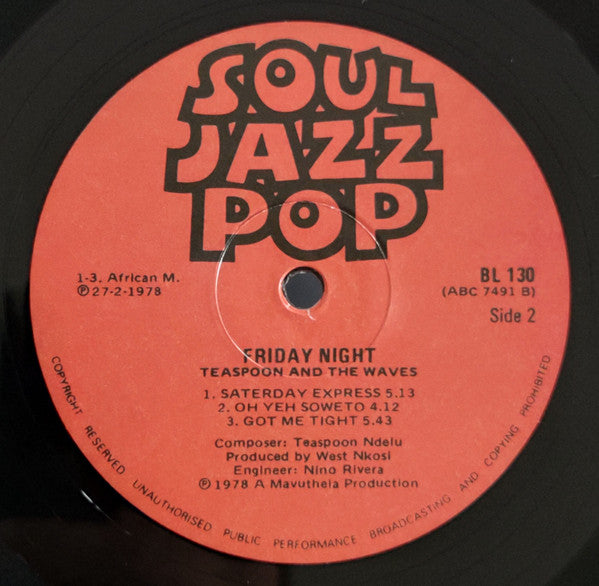 SOUL
JAZZ
POP
1-3. African M.
℗27-2-1978
BL 130
(ABC 7491 B)
Side 2
FRIDAY NIGHT
TEASPOON AND THE WAVES
1. SATERDAY EXPRESS 5.13
2. OH YEH SOWETO 4.12
3. GOT ME TIGHT 5.43
Composer: Teaspoon Ndelu
Produced by West Nkosi
Engineer: Nino Rivera
℗ 1978 A Mavuthela Production
COPYRIGHT RESERVED UNAUTHORISED PUBLIC PERFORMANCE BROADCASTING AND COPYING PROHIBITED